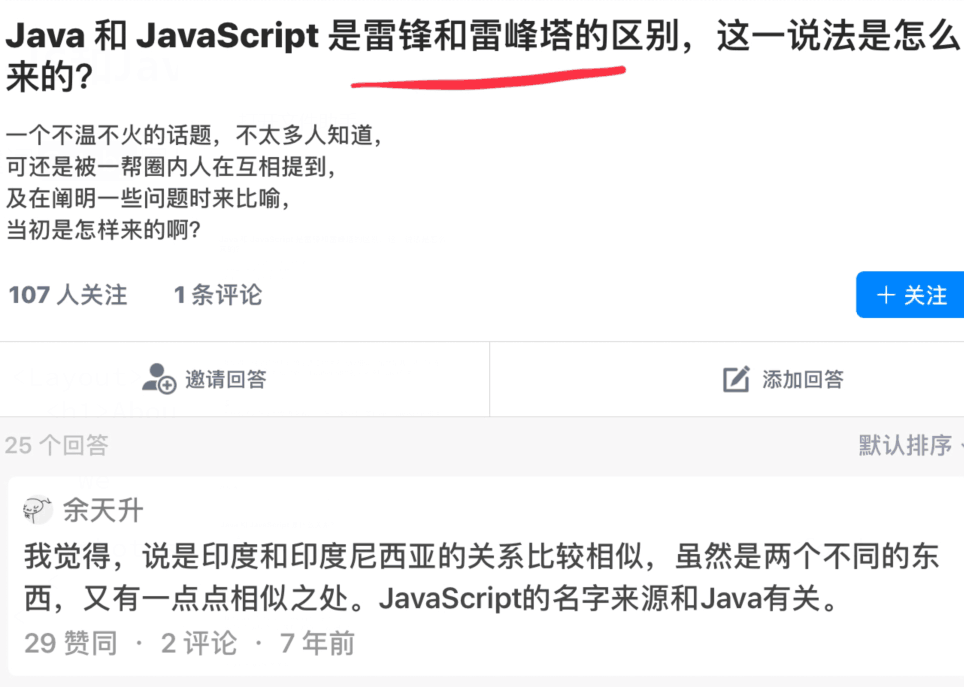 Java 和 JavaScript 是雷锋和雷峰塔的区别，这一说法是怎么
来的？
一个不温不火的话题，不太多人知道，
可还是被一帮圈内人在互相提到，
及在阐明一些问题时来比喻，
当初是怎样来的啊？
107 人关注 1 条评论
＋ 关注
邀请回答 添加回答
25 个回答 默认排序
余天升
我觉得，说是印度和印度尼西亚的关系比较相似，虽然是两个不同的东
西，又有一点点相似之处。JavaScript的名字来源和Java有关。
29 赞同 · 2 评论 · 7 年前